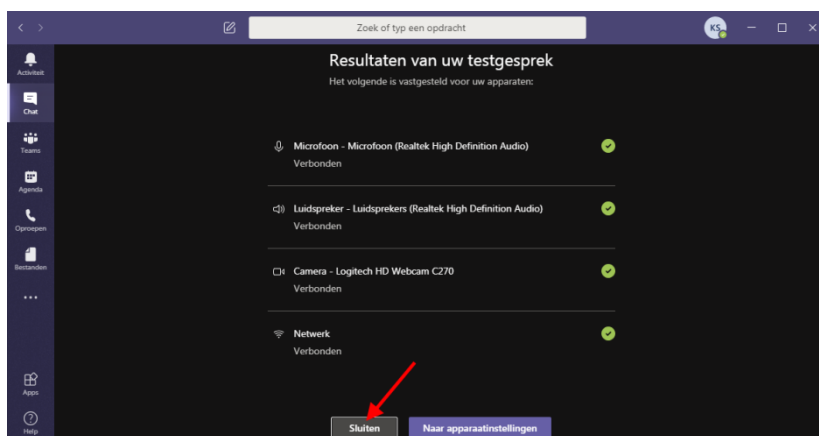 Zoek of typ een opdracht
KS
Activiteit
Chat
Teams
Agenda
Oproepen
Bestanden
Apps
Help
Resultaten van uw testgesprek
Het volgende is vastgesteld voor uw apparaten:
Microfoon - Microfoon (Realtek High Definition Audio)
Verbonden
Luidspreker - Luidsprekers (Realtek High Definition Audio)
Verbonden
Camera - Logitech HD Webcam C270
Verbonden
Netwerk
Verbonden
Sluiten
Naar apparaatinstellingen